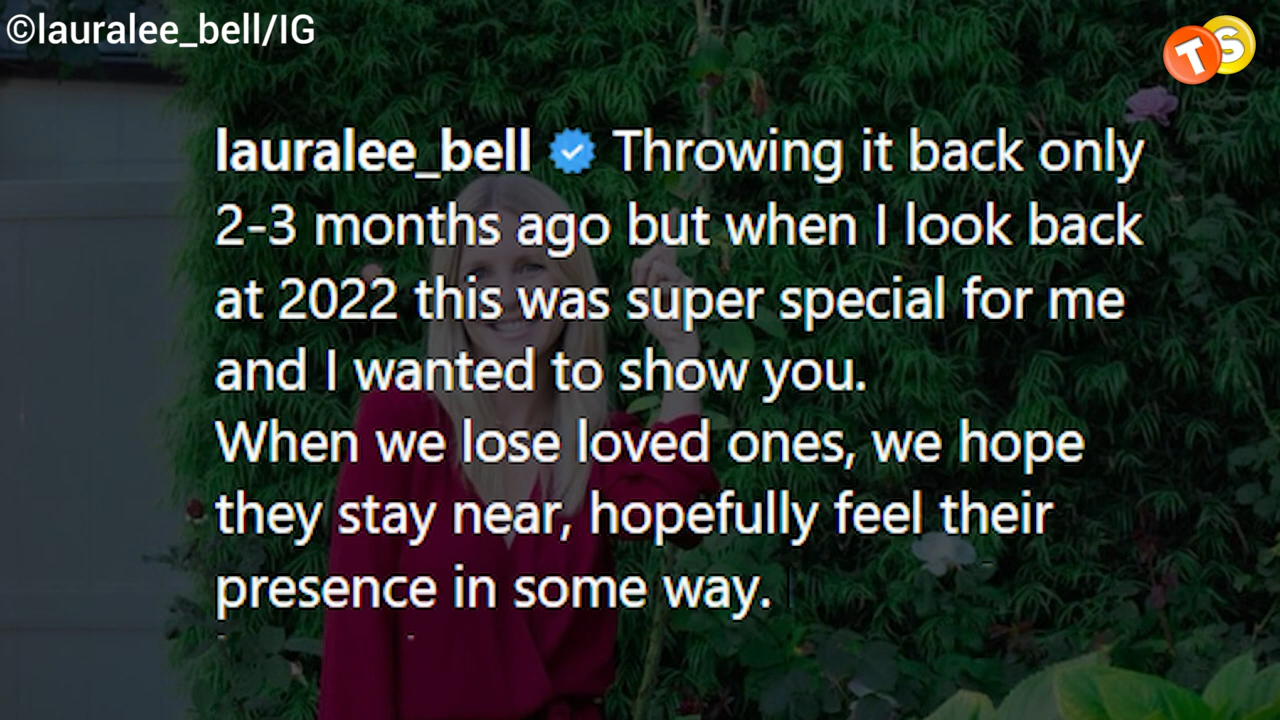 ©lauralee_bell/IG
TS
lauralee_bell Throwing it back only
2-3 months ago but when I look back
at 2022 this was super special for me
and I wanted to show you.
When we lose loved ones, we hope
they stay near, hopefully feel their
presence in some way.